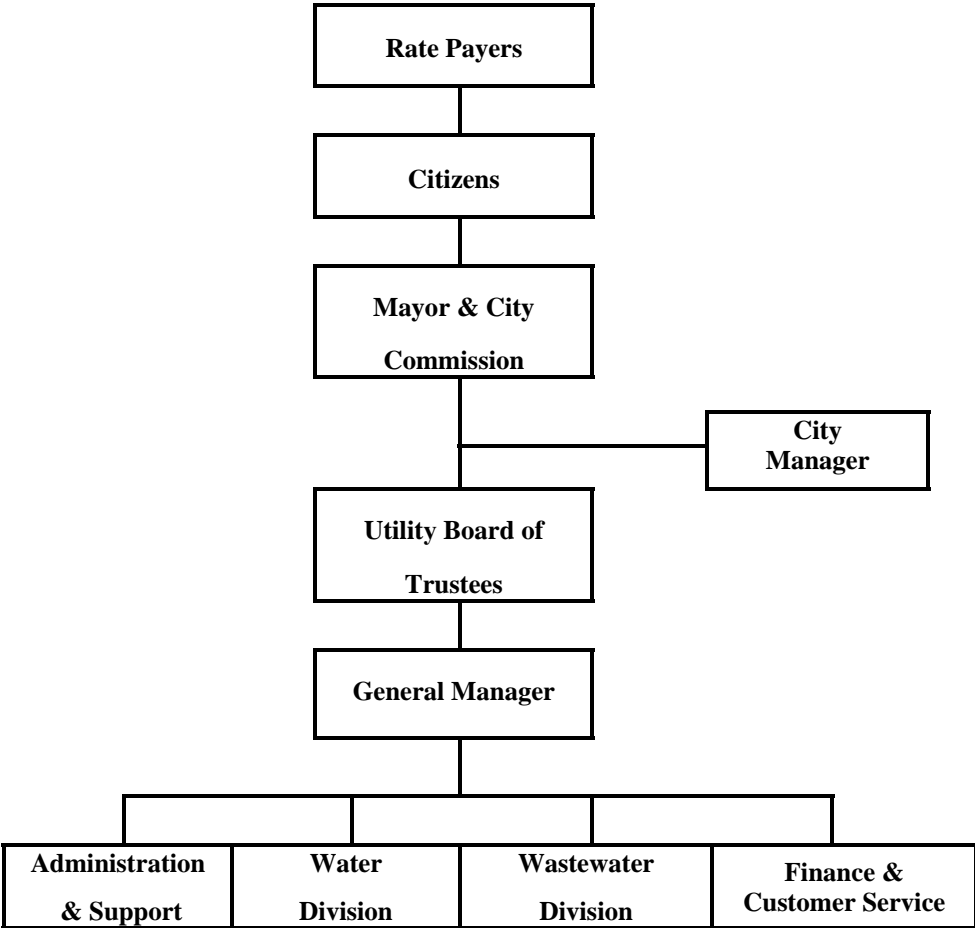 Rate Payers
Citizens
Mayor & City
Commission
City
Manager
Utility Board of
Trustees
General Manager
Administration
& Support
Water
Division
Wastewater
Division
Finance &
Customer Service